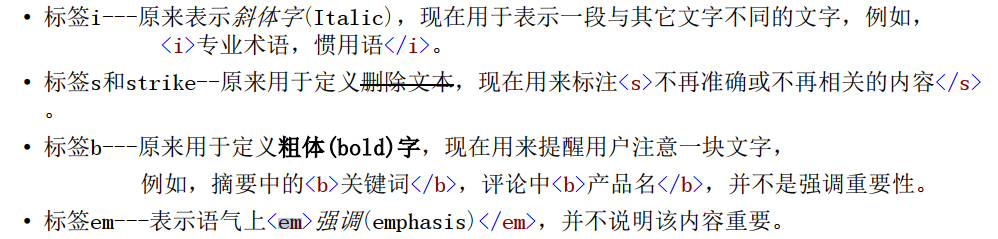 • 标签i---原来表示斜体字(Italic)，现在用于表示一段与其它文字不同的文字，例如，
<i>专业术语，惯用语</i>。
• 标签s和strike--原来用于定义删除文本，现在用来标注<s>不再准确或不再相关的内容</s>
。
• 标签b---原来用于定义粗体(bold)字，现在用来提醒用户注意一块文字，
例如，摘要中的<b>关键词</b>，评论中<b>产品名</b>，并不是强调重要性。
• 标签em---表示语气上<em>强调(emphasis)</em>，并不说明该内容重要。